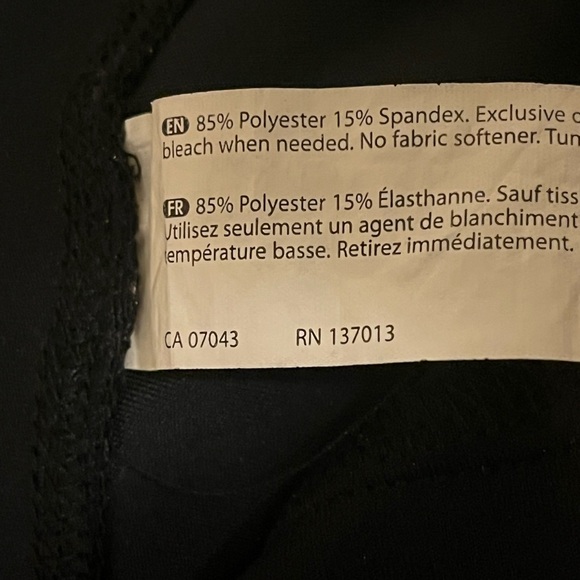 EN 85% Polyester 15% Spandex. Exclusive
bleach when needed. No fabric softener.
FR 85% Polyester 15% Élasthanne. Sauf
Utilisez seulement un agent de blanchiment
température basse. Retirez immédiatement.
CA 07043 RN 137013